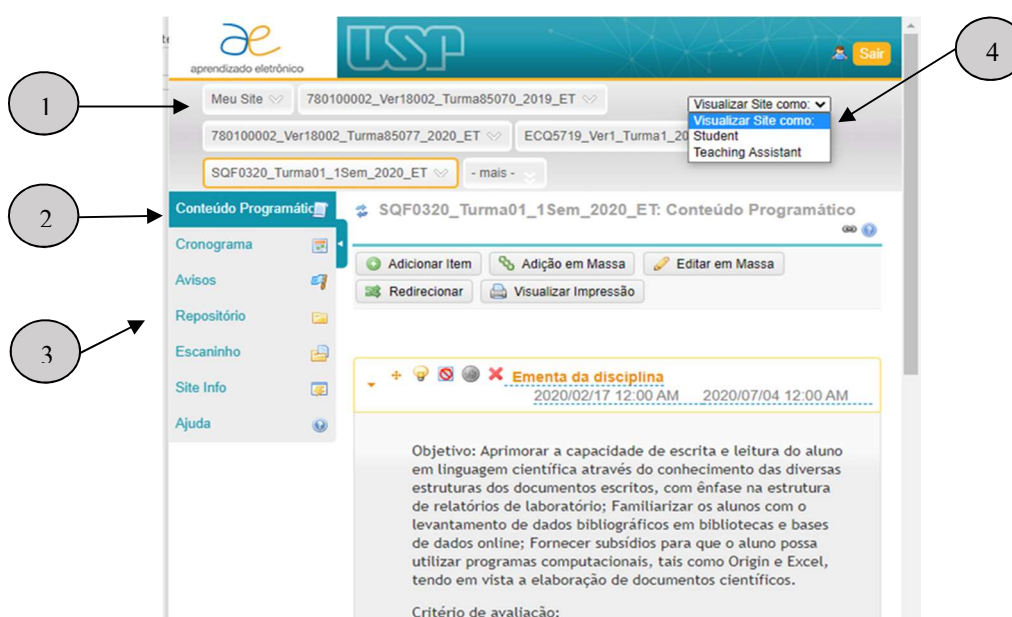 aprendizado eletrônico
USP
Sair
4
1
Meu Site
780100002_Ver18002_Turma85070_2019_ET
Visualizar Site como:
Visualizar Site como:
Student
Teaching Assistant
780100002_Ver18002_Turma85077_2020_ET
ECQ5719_Ver1_Turma1_20
SQF0320_Turma01_1Sem_2020_ET
- mais -
2
Conteúdo Programátic
SQF0320_Turma01_1Sem_2020_ET: Conteúdo Programático
Cronograma
Adicionar Item
Adição em Massa
Editar em Massa
Avisos
Redirecionar
Visualizar Impressão
Repositório
3
Escaninho
Site Info
Ementa da disciplina
2020/02/17 12:00 AM 2020/07/04 12:00 AM
Ajuda
Objetivo: Aprimorar a capacidade de escrita e leitura do aluno
em linguagem científica através do conhecimento das diversas
estruturas dos documentos escritos, com ênfase na estrutura
de relatórios de laboratório; Familiarizar os alunos com o
levantamento de dados bibliográficos em bibliotecas e bases
de dados online; Fornecer subsídios para que o aluno possa
utilizar programas computacionais, tais como Origin e Excel,
tendo em vista a elaboração de documentos científicos.
Critério de avaliação: